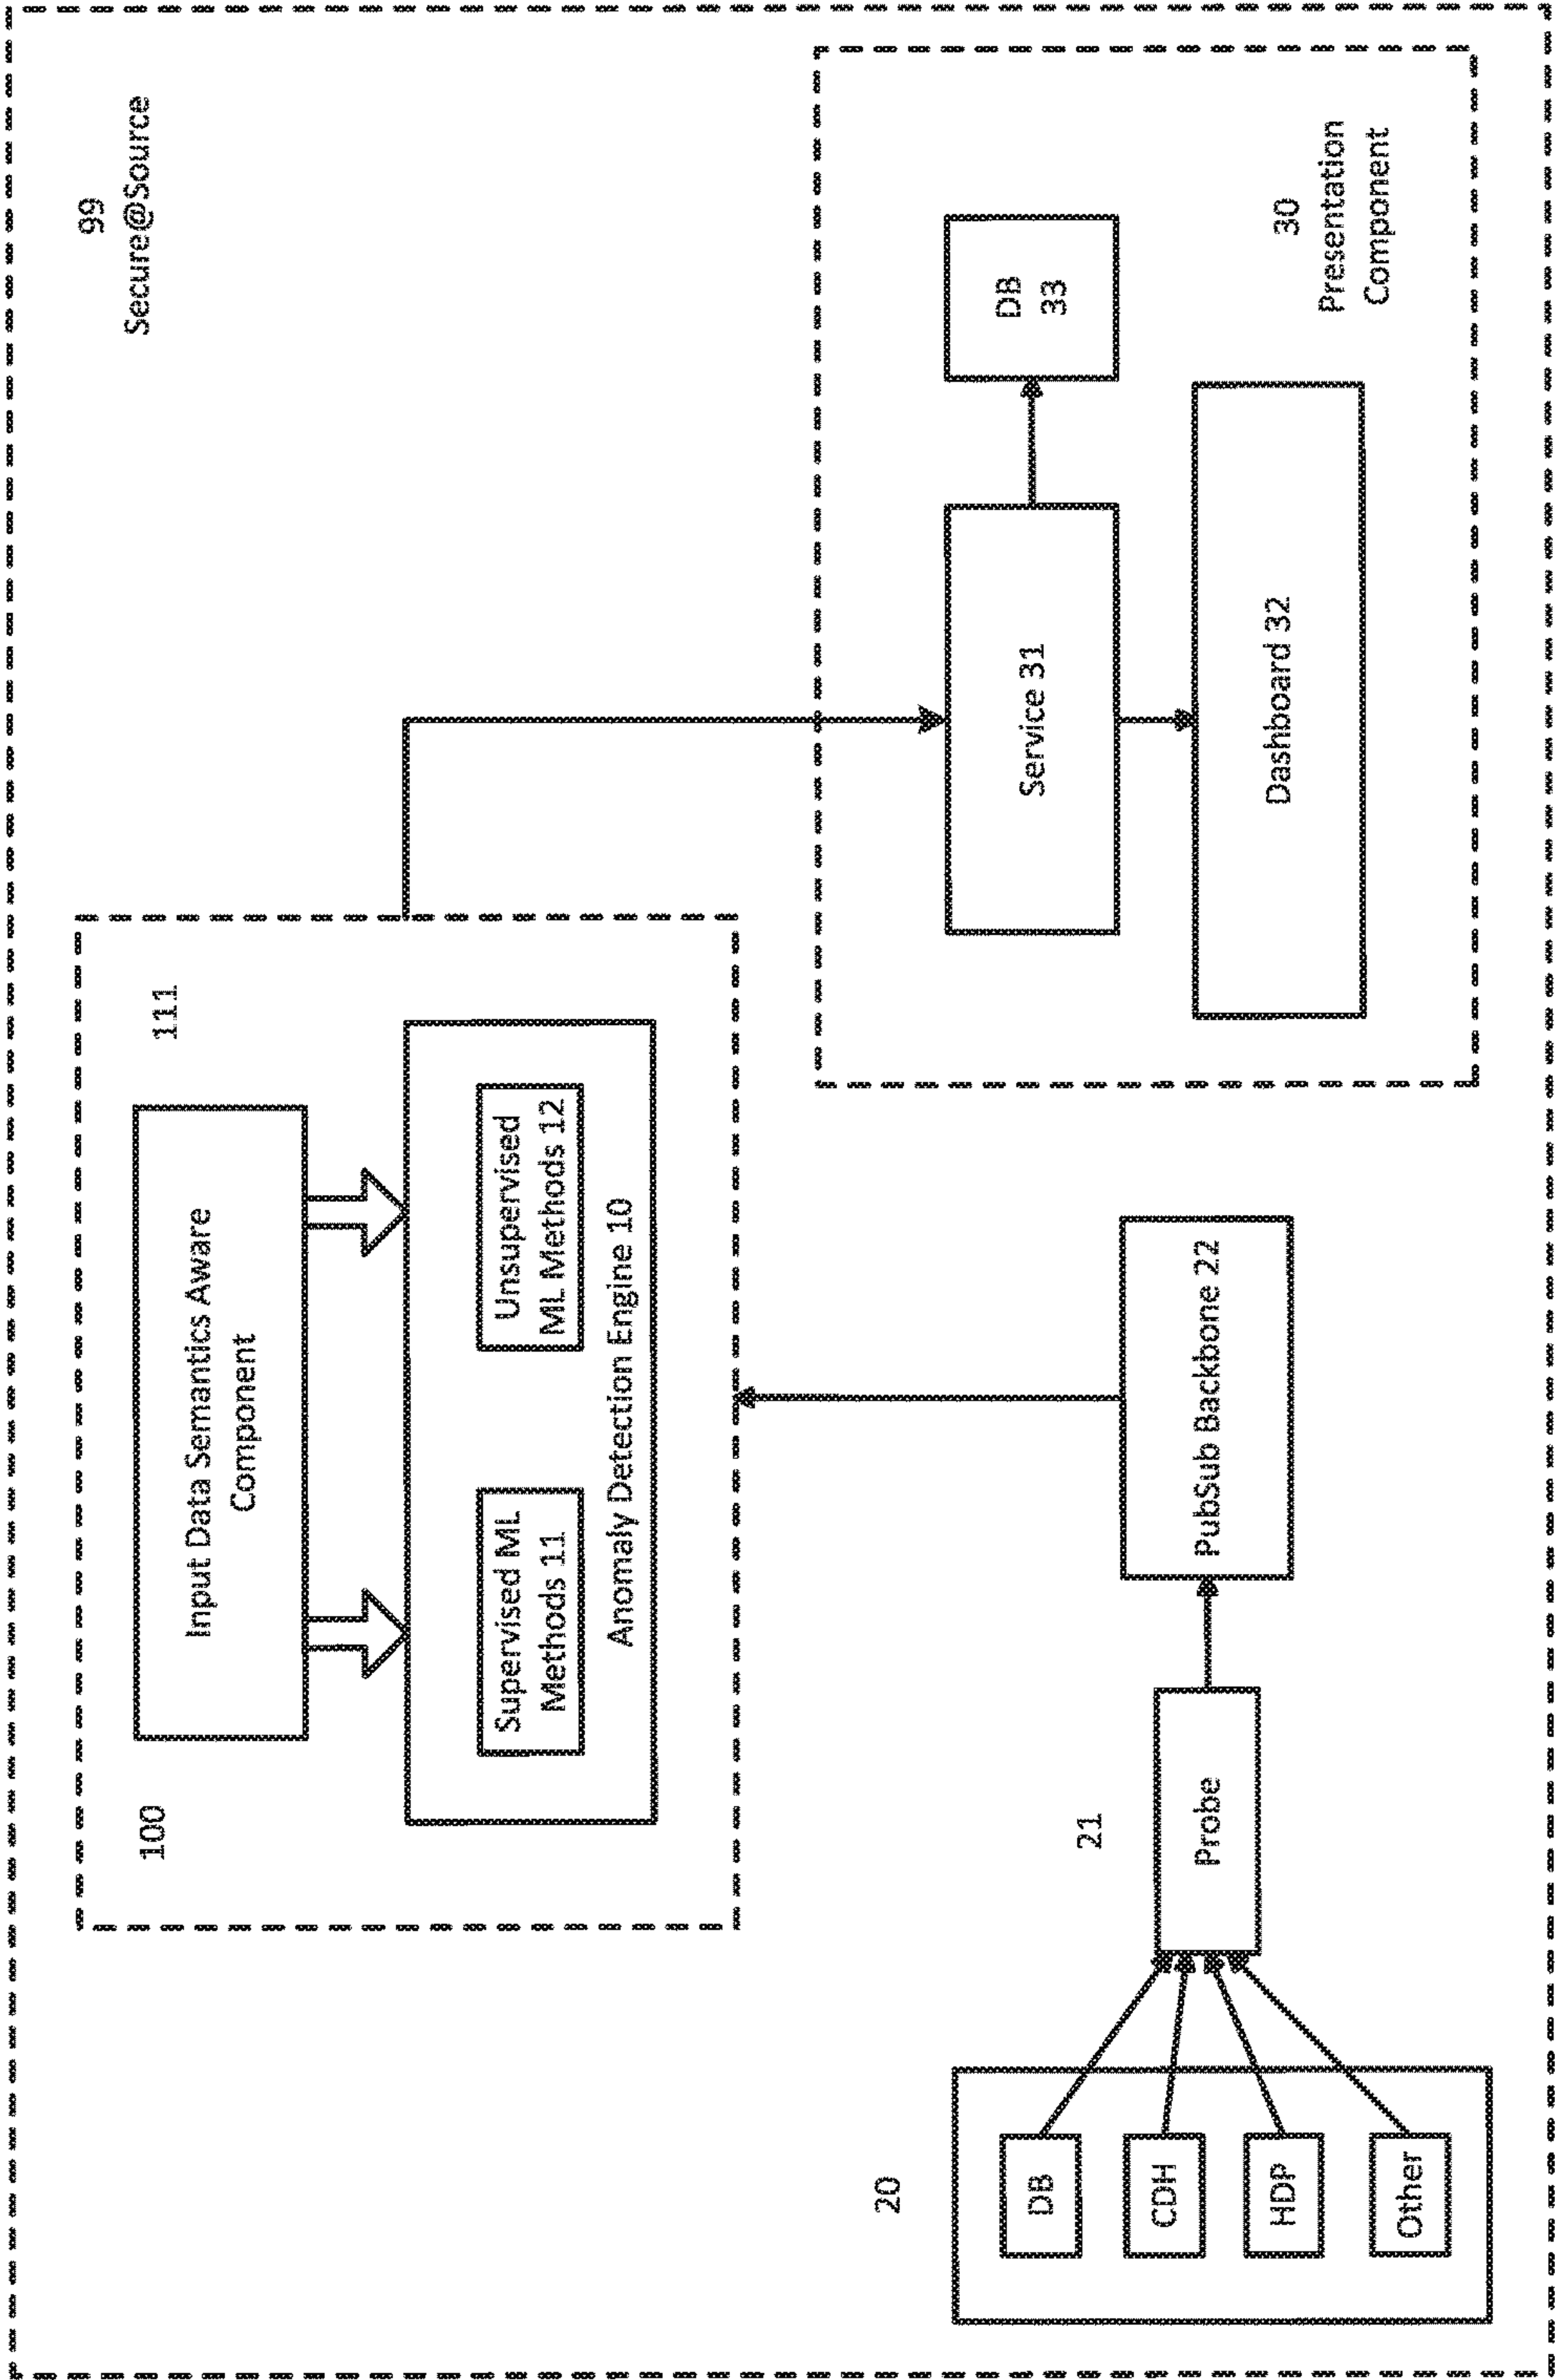 99
Secure@Source
100
111
Input Data Semantics Aware
Component
Supervised ML
Methods 11
Unsupervised
ML Methods 12
Anomaly Detection Engine 10
20
DB
CDH
HDP
Other
21
Probe
PubSub Backbone 22
Service 31
DB
33
Dashboard 32
30
Presentation
Component